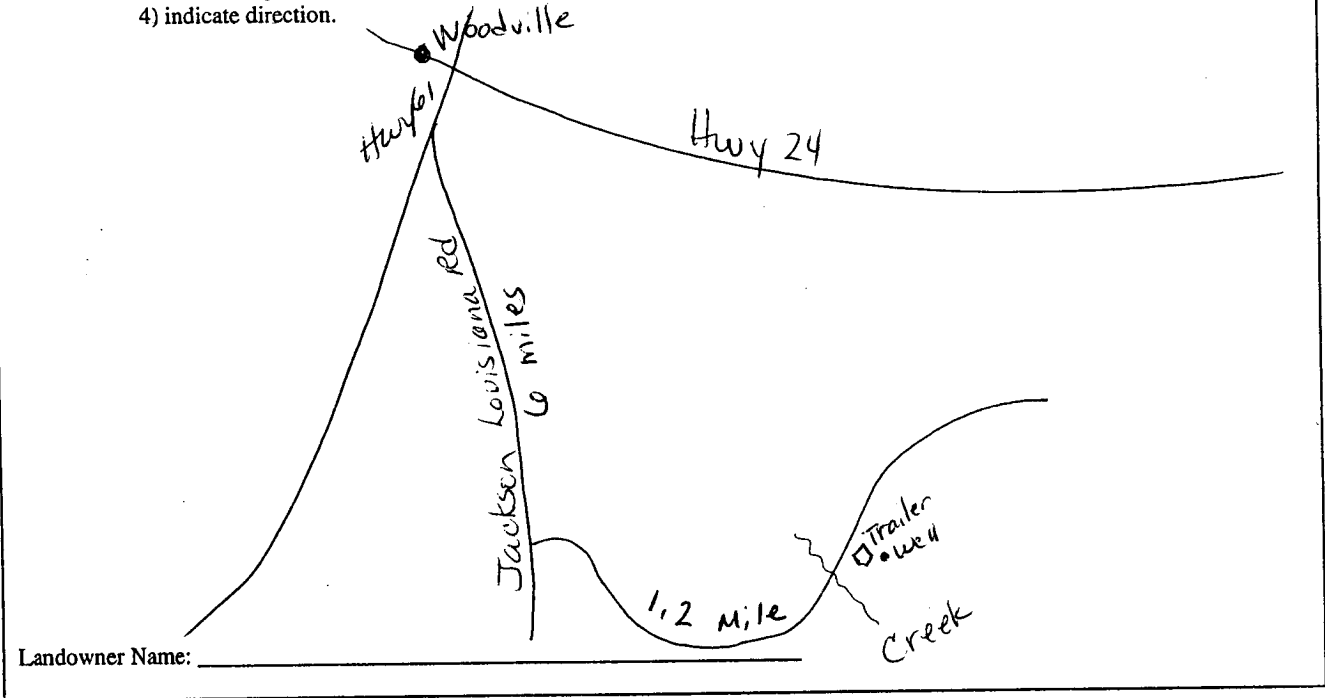 4) indicate direction.
Woodville
Hwy 61
Hwy 24
Jackson Louisiana Rd
6 miles
Trailer
well
1.2 Mile
Creek
Landowner Name: